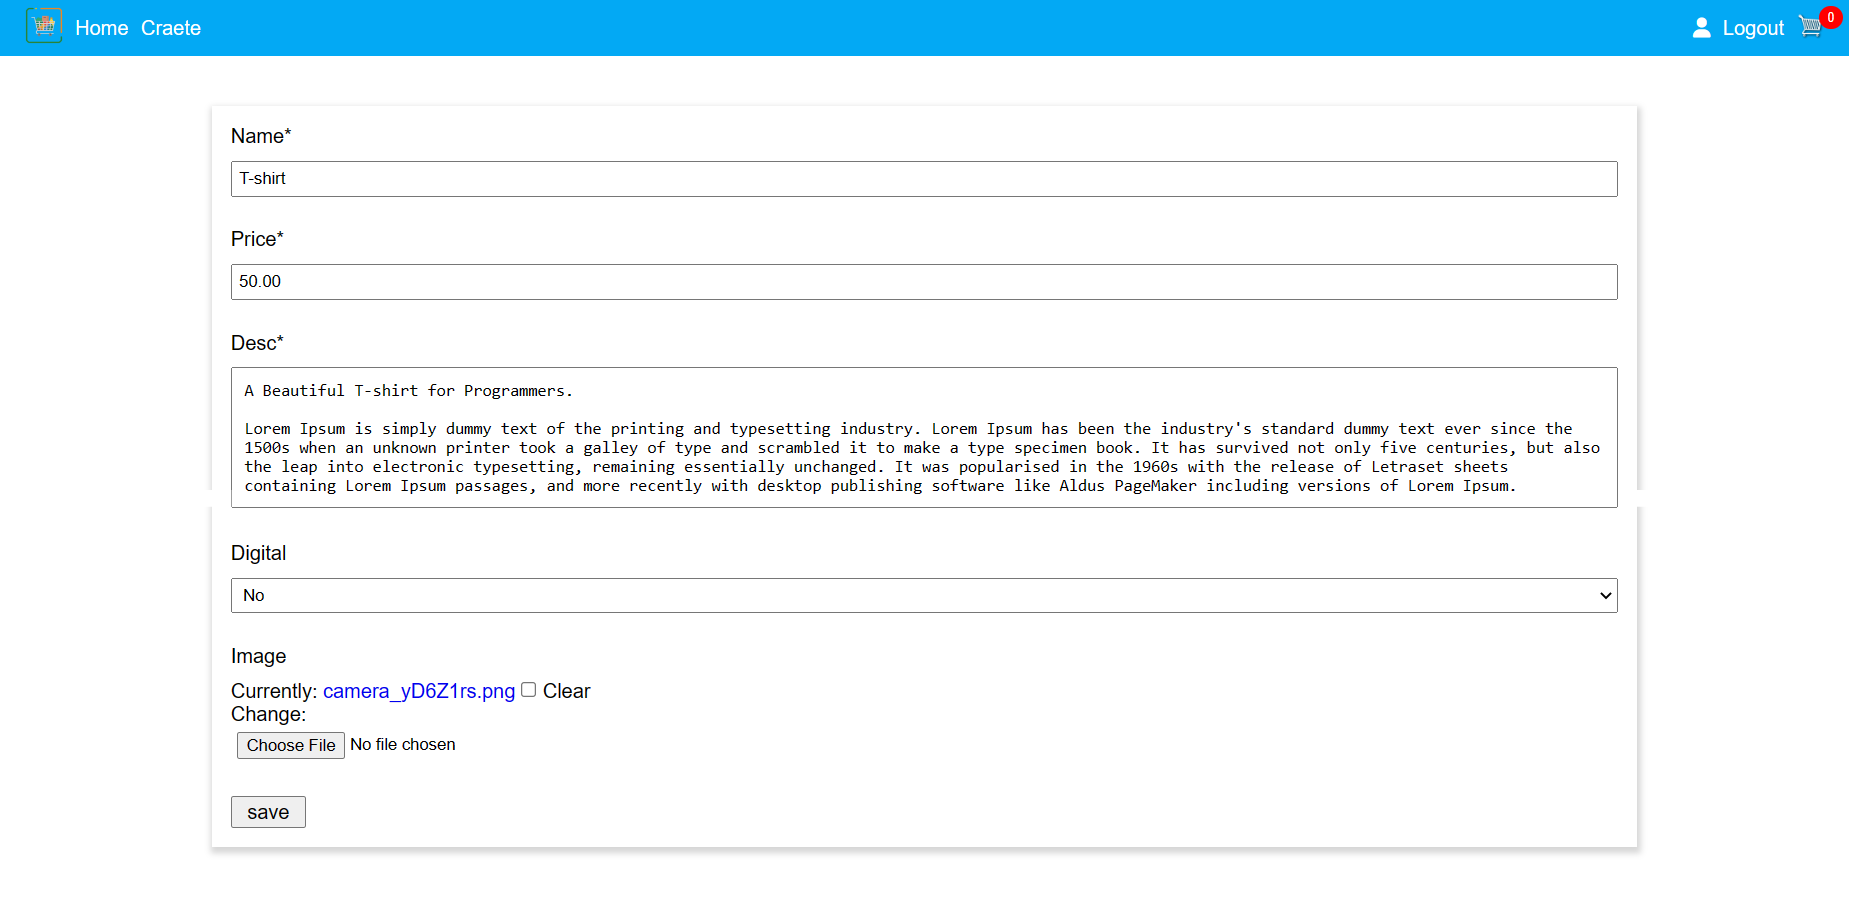 Home Craete Logout 0
Name*
T-shirt
Price*
50.00
Desc*
A Beautiful T-shirt for Programmers.
Lorem Ipsum is simply dummy text of the printing and typesetting industry. Lorem Ipsum has been the industry's standard dummy text ever since the
1500s when an unknown printer took a galley of type and scrambled it to make a type specimen book. It has survived not only five centuries, but also
the leap into electronic typesetting, remaining essentially unchanged. It was popularised in the 1960s with the release of Letraset sheets
containing Lorem Ipsum passages, and more recently with desktop publishing software like Aldus PageMaker including versions of Lorem Ipsum.
Digital
No
Image
Currently: camera_yD6Z1rs.png Clear
Change:
Choose File No file chosen
save